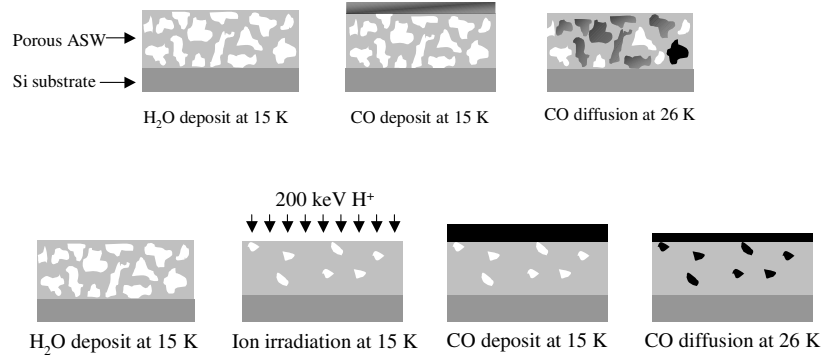 Porous ASW
Si substrate
H₂O deposit at 15 K
CO deposit at 15 K
CO diffusion at 26 K
200 keV H⁺
H₂O deposit at 15 K
Ion irradiation at 15 K
CO deposit at 15 K
CO diffusion at 26 K